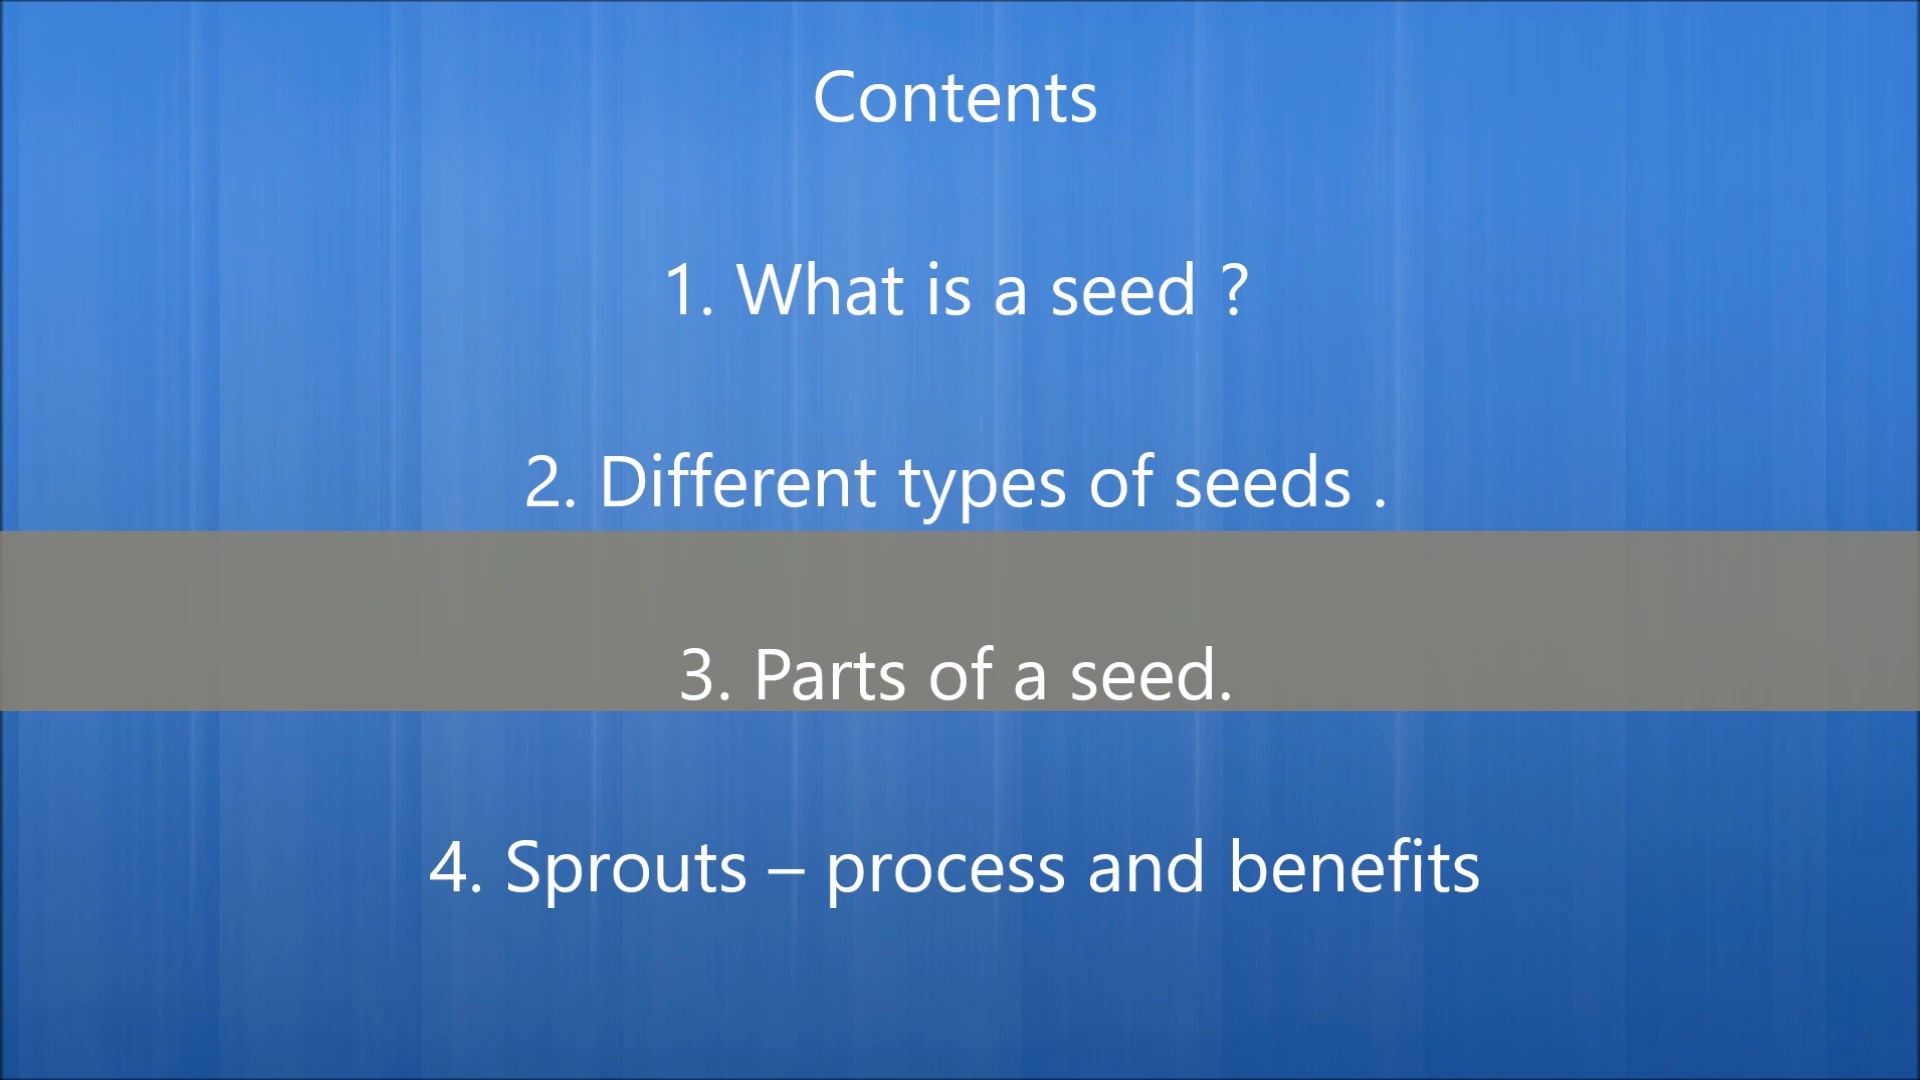 Contents
1. What is a seed ?
2. Different types of seeds .
3. Parts of a seed.
4. Sprouts – process and benefits